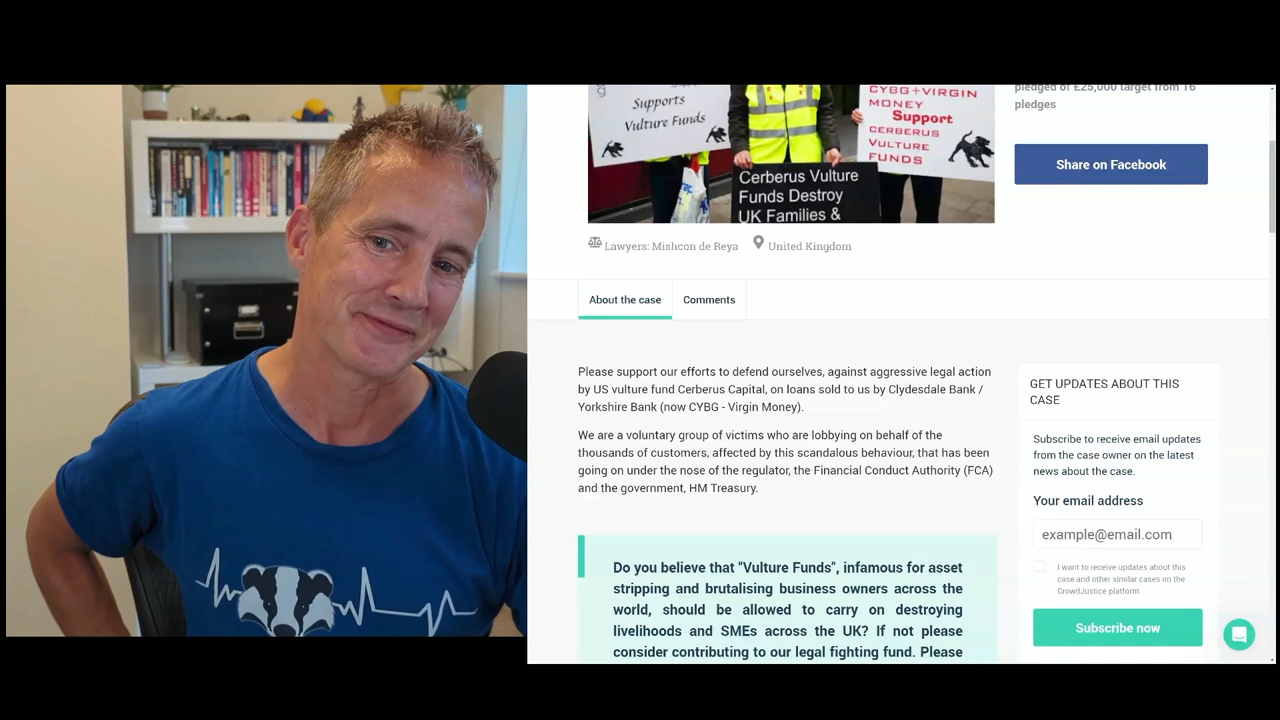 Supports
Vulture Funds
CYBG+VIRGIN
MONEY
Support
CERBERUS
VULTURE
FUNDS
Cerberus Vulture
Funds Destroy
UK Families &
pledged of £25,000 target from 16
pledges
Share on Facebook
Lawyers: Mishcon de Reya
United Kingdom
About the case
Comments
Please support our efforts to defend ourselves, against aggressive legal action
by US vulture fund Cerberus Capital, on loans sold to us by Clydesdale Bank /
Yorkshire Bank (now CYBG - Virgin Money).
We are a voluntary group of victims who are lobbying on behalf of the
thousands of customers, affected by this scandalous behaviour, that has been
going on under the nose of the regulator, the Financial Conduct Authority (FCA)
and the government, HM Treasury.
Do you believe that "Vulture Funds", infamous for asset
stripping and brutalising business owners across the
world, should be allowed to carry on destroying
livelihoods and SMEs across the UK? If not please
consider contributing to our legal fighting fund. Please
GET UPDATES ABOUT THIS
CASE
Subscribe to receive email updates
from the case owner on the latest
news about the case.
Your email address
example@email.com
I want to receive updates about this
case and other similar cases on the
CrowdJustice platform.
Subscribe now